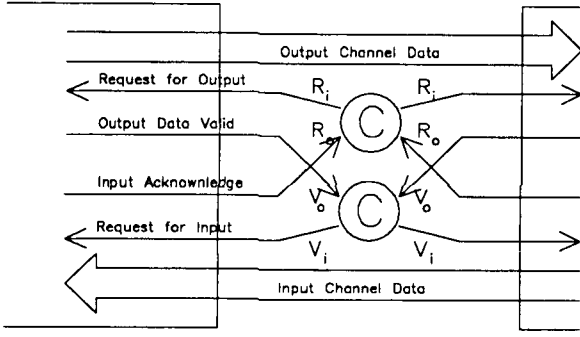 Output Channel Data
Request for Output
R_i R_i
C
Output Data Valid
R_o R_o
Input Acknownledge
V_o V_o
C
Request for Input
V_i V_i
Input Channel Data